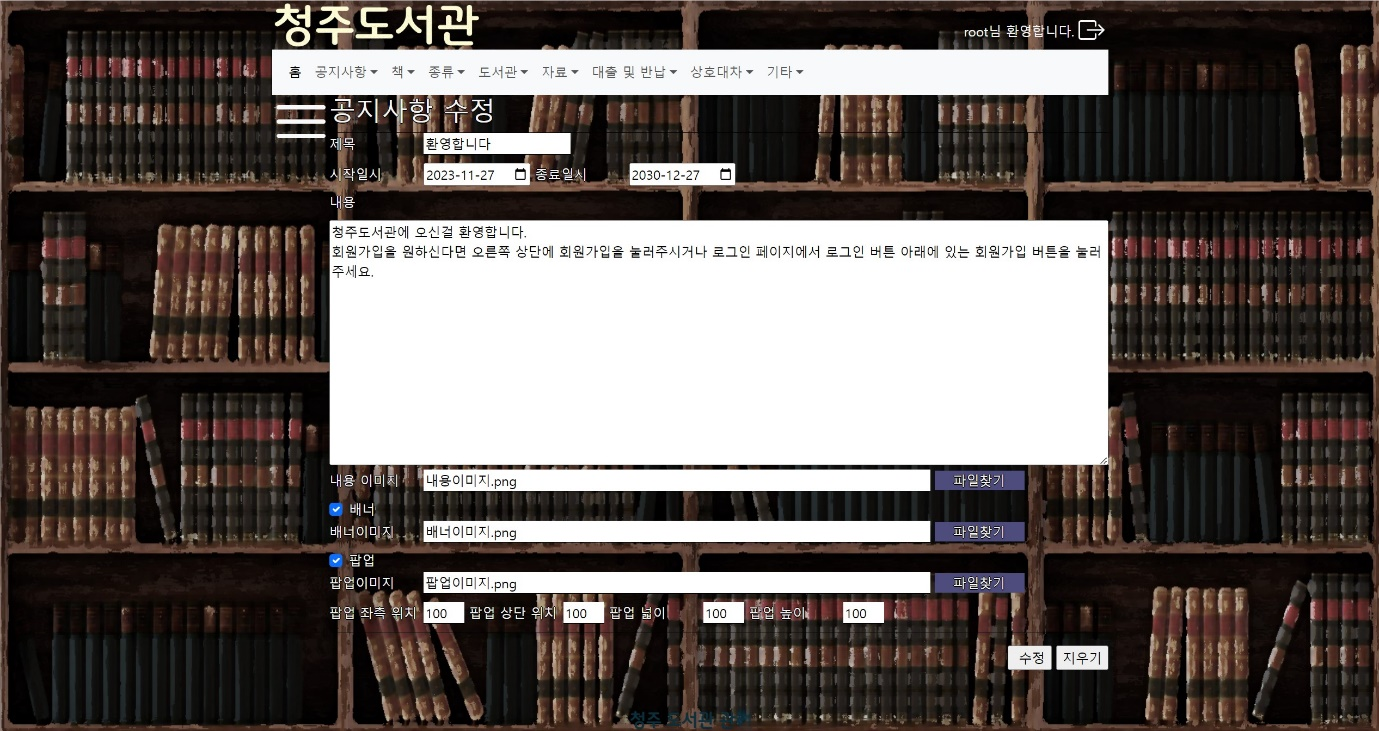 청주도서관
root님 환영합니다.
홈 공지사항 책 종류 도서관 자료 대출 및 반납 상호대차 기타
공지사항 수정
제목 환영합니다
시작일시 2023-11-27 종료일시 2030-12-27
내용
청주도서관에 오신걸 환영합니다.
회원가입을 원하신다면 오른쪽 상단에 회원가입을 눌러주시거나 로그인 페이지에서 로그인 버튼 아래에 있는 회원가입 버튼을 눌러
주세요.
내용 이미지 내용이미지.png 파일찾기
배너
배너이미지 배너이미지.png 파일찾기
팝업
팝업이미지 팝업이미지.png 파일찾기
팝업 좌측 위치 100 팝업 상단 위치 100 팝업 넓이 100 팝업 높이 100
수정 지우기
청주 도서관